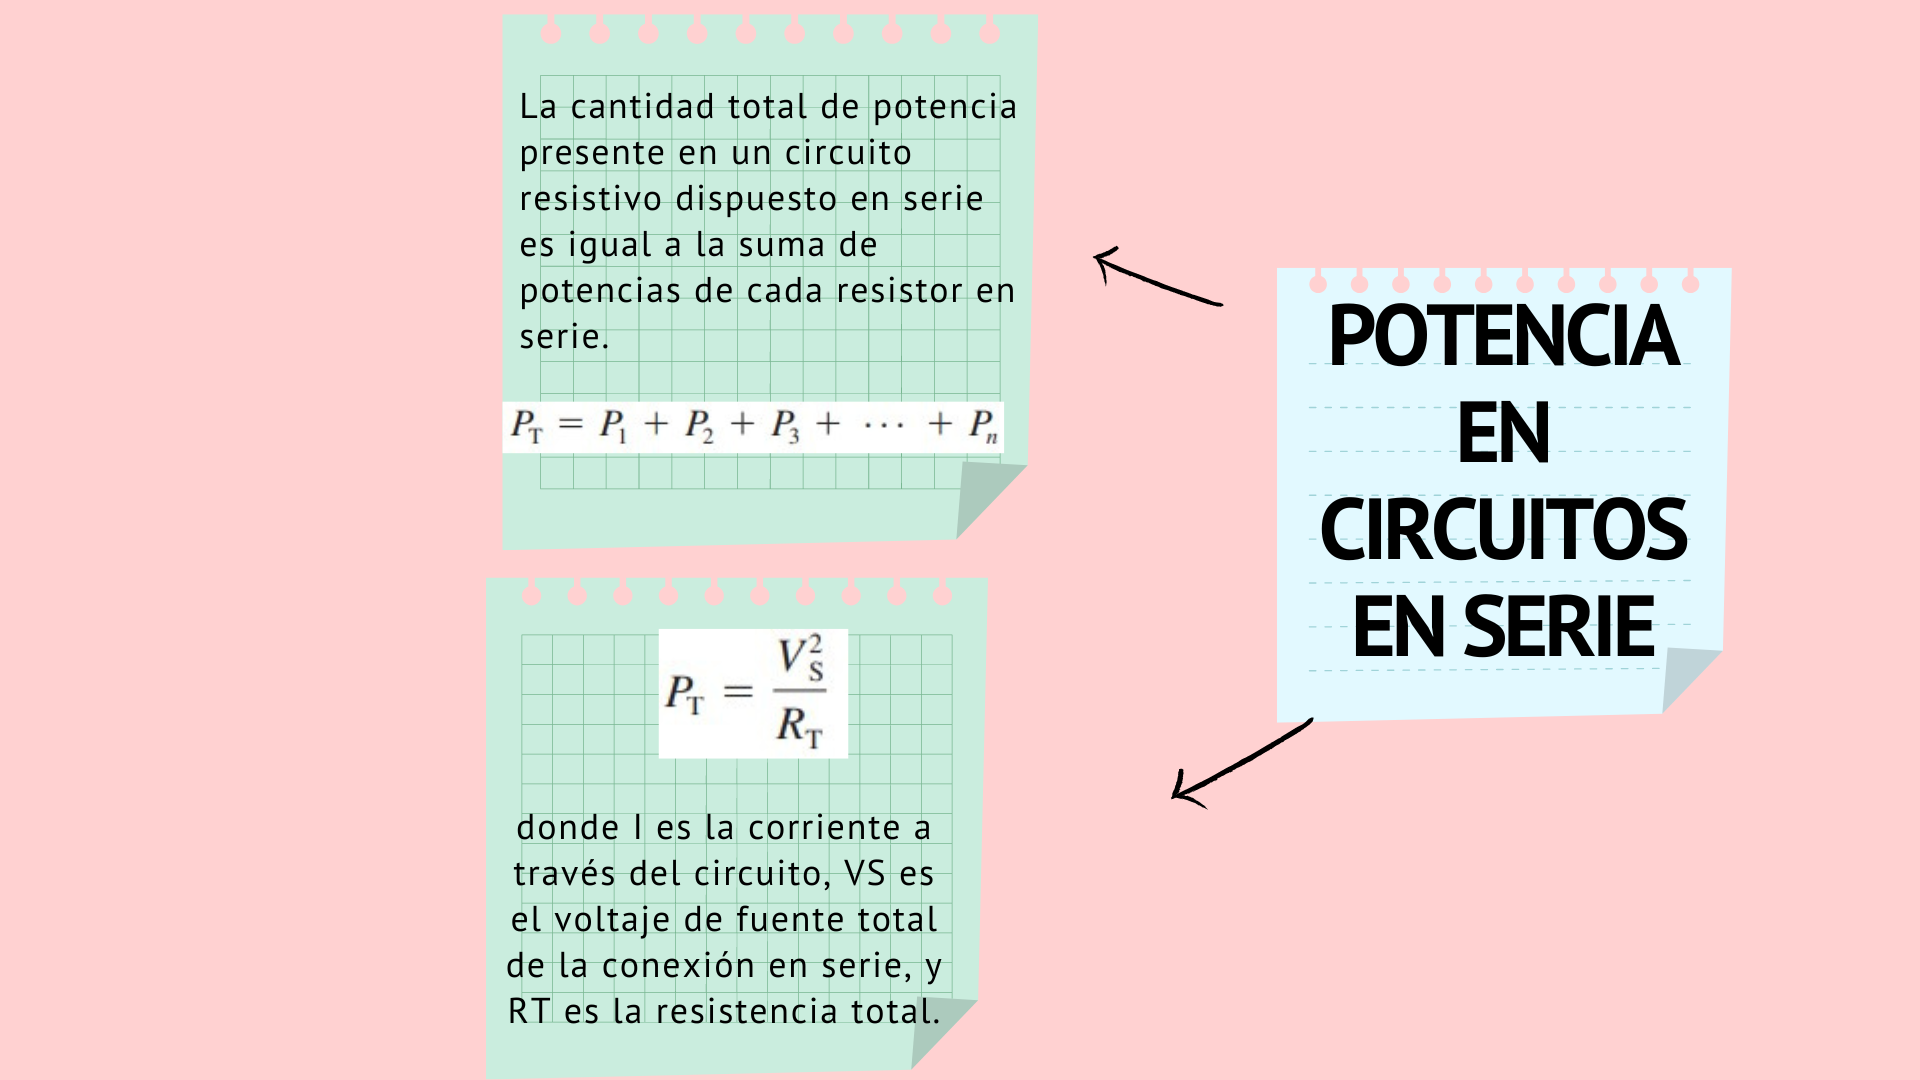 La cantidad total de potencia
presente en un circuito
resistivo dispuesto en serie
es igual a la suma de
potencias de cada resistor en
serie.
P_T = P_1 + P_2 + P_3 + ⋯ + P_n
POTENCIA
EN
CIRCUITOS
EN SERIE
P_T = V_S^2 / R_T
donde I es la corriente a
través del circuito, VS es
el voltaje de fuente total
de la conexión en serie, y
RT es la resistencia total.